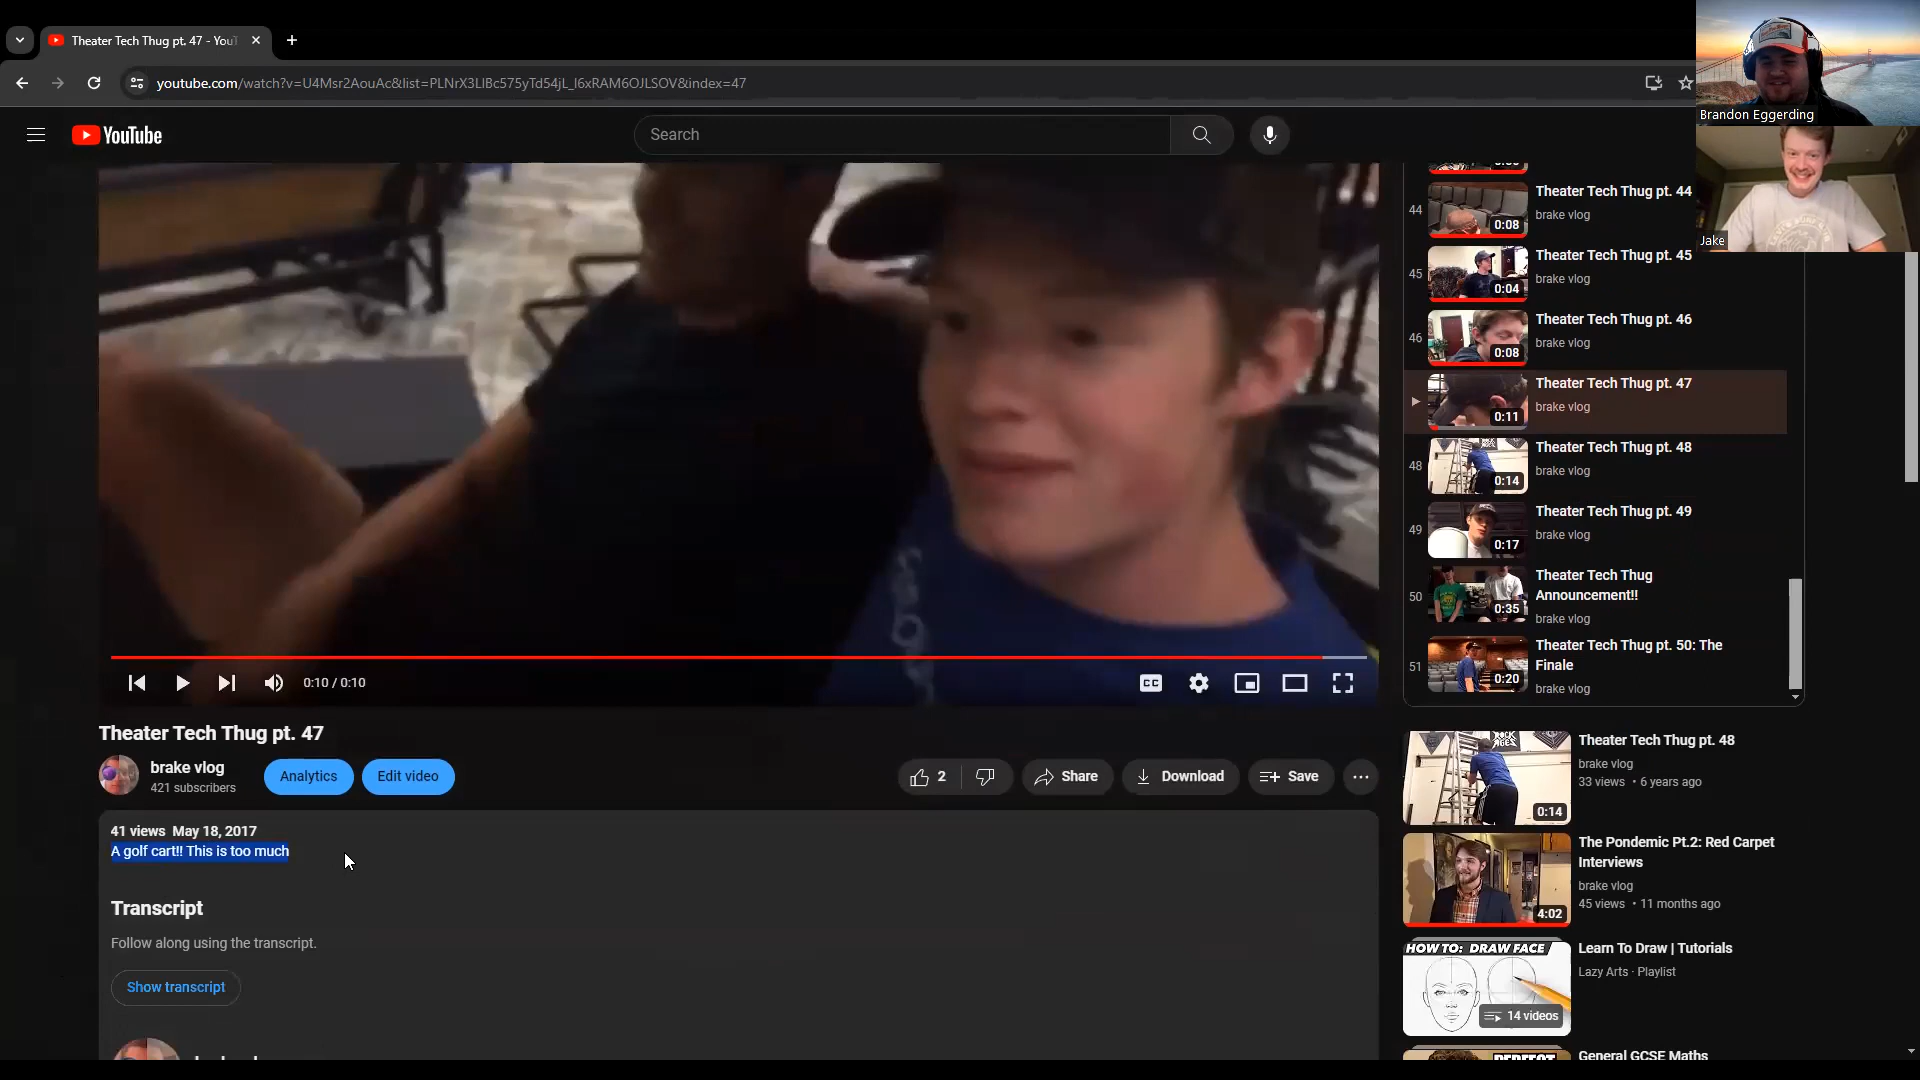 Theater Tech Thug pt. 47 - YouT
youtube.com/watch?v=U4Msr2AouAc&list=PLNrX3LlBc575yTd54jL_l6xRAM6OJLSOV&index=47
YouTube
Search
Brandon Eggerding
Jake
44
0:08
Theater Tech Thug pt. 44
brake vlog
45
0:04
Theater Tech Thug pt. 45
brake vlog
46
0:08
Theater Tech Thug pt. 46
brake vlog
0:11
Theater Tech Thug pt. 47
brake vlog
48
0:14
Theater Tech Thug pt. 48
brake vlog
49
0:17
Theater Tech Thug pt. 49
brake vlog
50
0:35
Theater Tech Thug
Announcement!!
brake vlog
51
0:20
Theater Tech Thug pt. 50: The
Finale
brake vlog
0:10 / 0:10
CC
Theater Tech Thug pt. 47
brake vlog
421 subscribers
Analytics
Edit video
2
Share
Download
Save
41 views May 18, 2017
A golf cart!! This is too much
Transcript
Follow along using the transcript.
Show transcript
ROCK
AGES
0:14
Theater Tech Thug pt. 48
brake vlog
33 views • 6 years ago
4:02
The Pondemic Pt.2: Red Carpet
Interviews
brake vlog
45 views • 11 months ago
HOW TO: DRAW FACE
14 videos
Learn To Draw | Tutorials
Lazy Arts · Playlist
General GCSE Maths